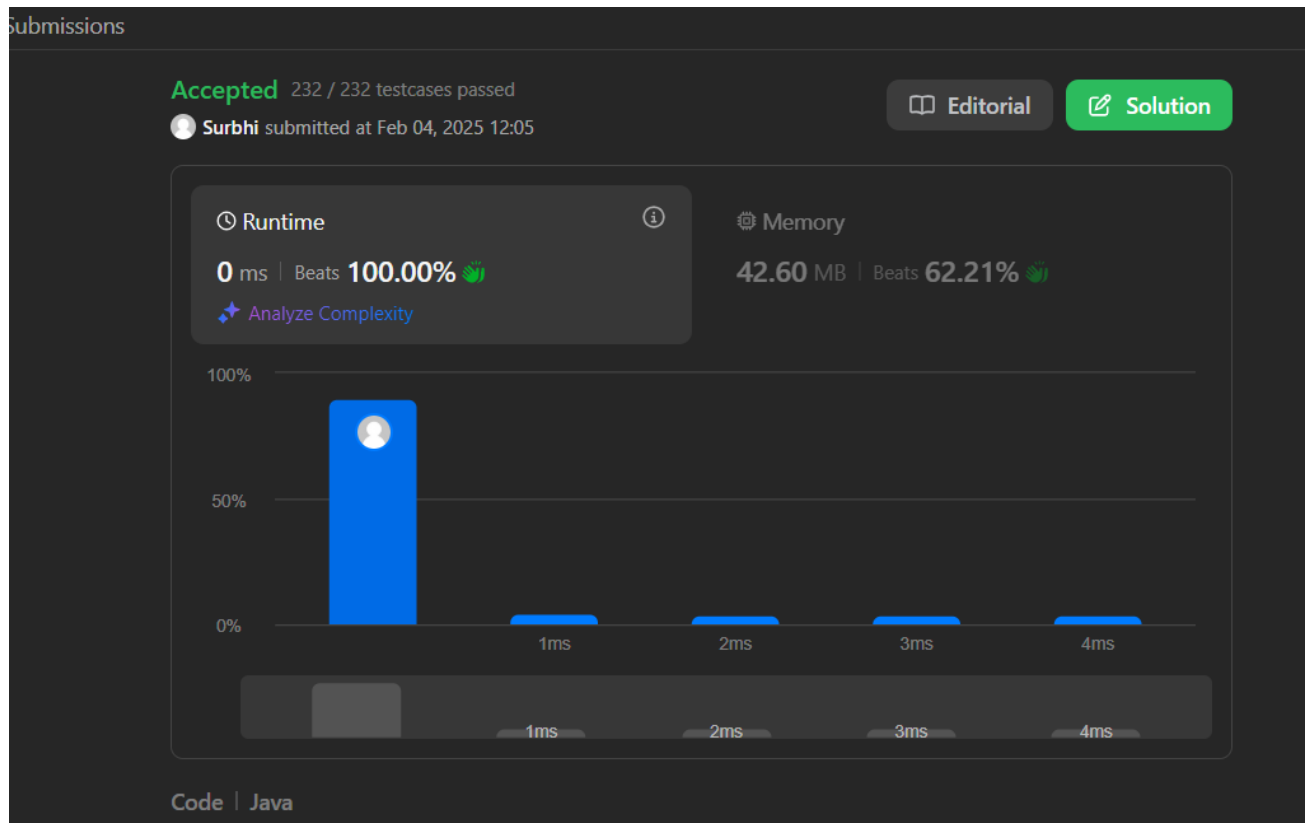 Submissions
Accepted 232 / 232 testcases passed
Editorial
Solution
Surbhi submitted at Feb 04, 2025 12:05
Runtime
0 ms | Beats 100.00%
Analyze Complexity
Memory
42.60 MB | Beats 62.21%
100%
50%
0%
1ms 2ms 3ms 4ms
1ms 2ms 3ms 4ms
Code | Java